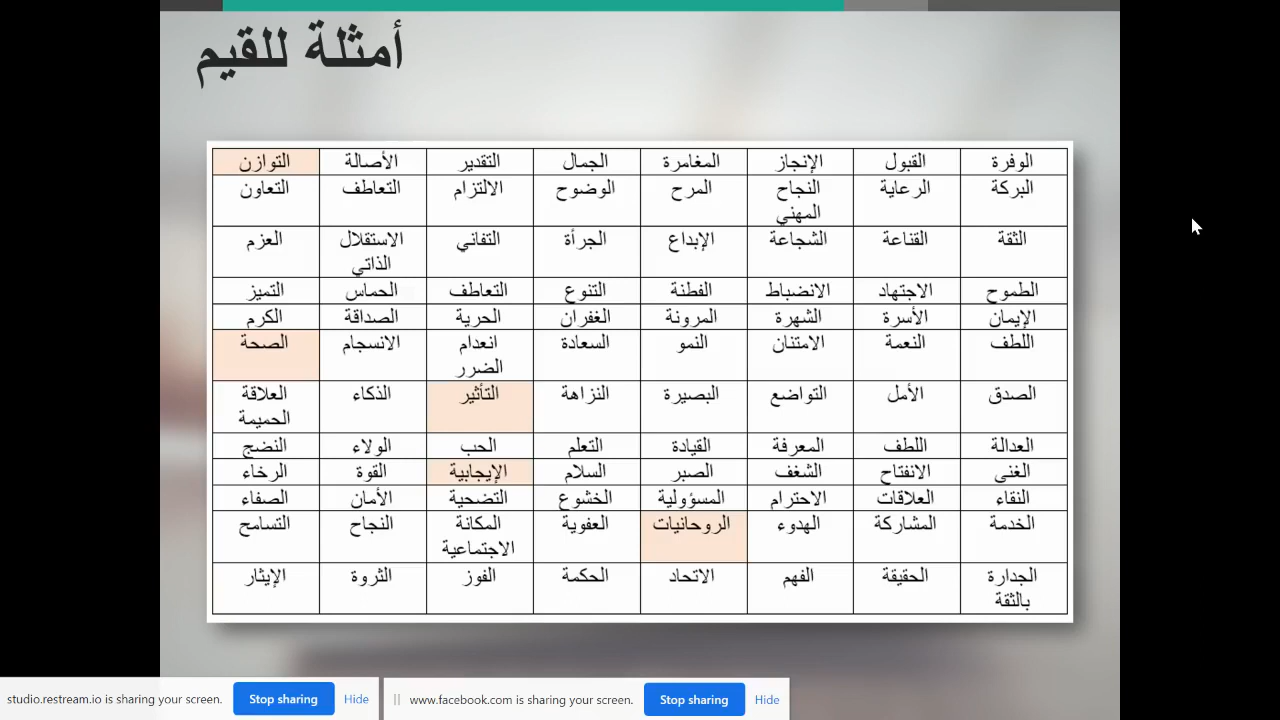 أمثلة للقيم
الوفرة القبول الإنجاز المغامرة الجمال التقدير الأصالة التوازن
البركة الرعاية النجاح المهني المرح الوضوح الالتزام التعاطف التعاون
الثقة القناعة الشجاعة الإبداع الجرأة التفاني الاستقلال الذاتي العزم
الطموح الاجتهاد الانضباط الفطنة التنوع التعاطف الحماس التميز
الإيمان الأسرة الشهرة المرونة الغفران الحرية الصداقة الكرم
اللطف النعمة الامتنان النمو السعادة انعدام الضرر الانسجام الصحة
الصدق الأمل التواضع البصيرة النزاهة التأثير الذكاء العلاقة الحميمة
العدالة اللطف المعرفة القيادة التعلم الحب الولاء النضج
الغنى الانفتاح الشغف الصبر السلام الإيجابية القوة الرخاء
النقاء العلاقات الاحترام المسؤولية الخشوع التضحية الأمان الصفاء
الخدمة المشاركة الهدوء الروحانيات العفوية المكانة الاجتماعية النجاح التسامح
الجدارة بالثقة الحقيقة الفهم الاتحاد الحكمة الفوز الثروة الإيثار
studio.restream.io is sharing your screen. Stop sharing Hide
www.facebook.com is sharing your screen. Stop sharing Hide